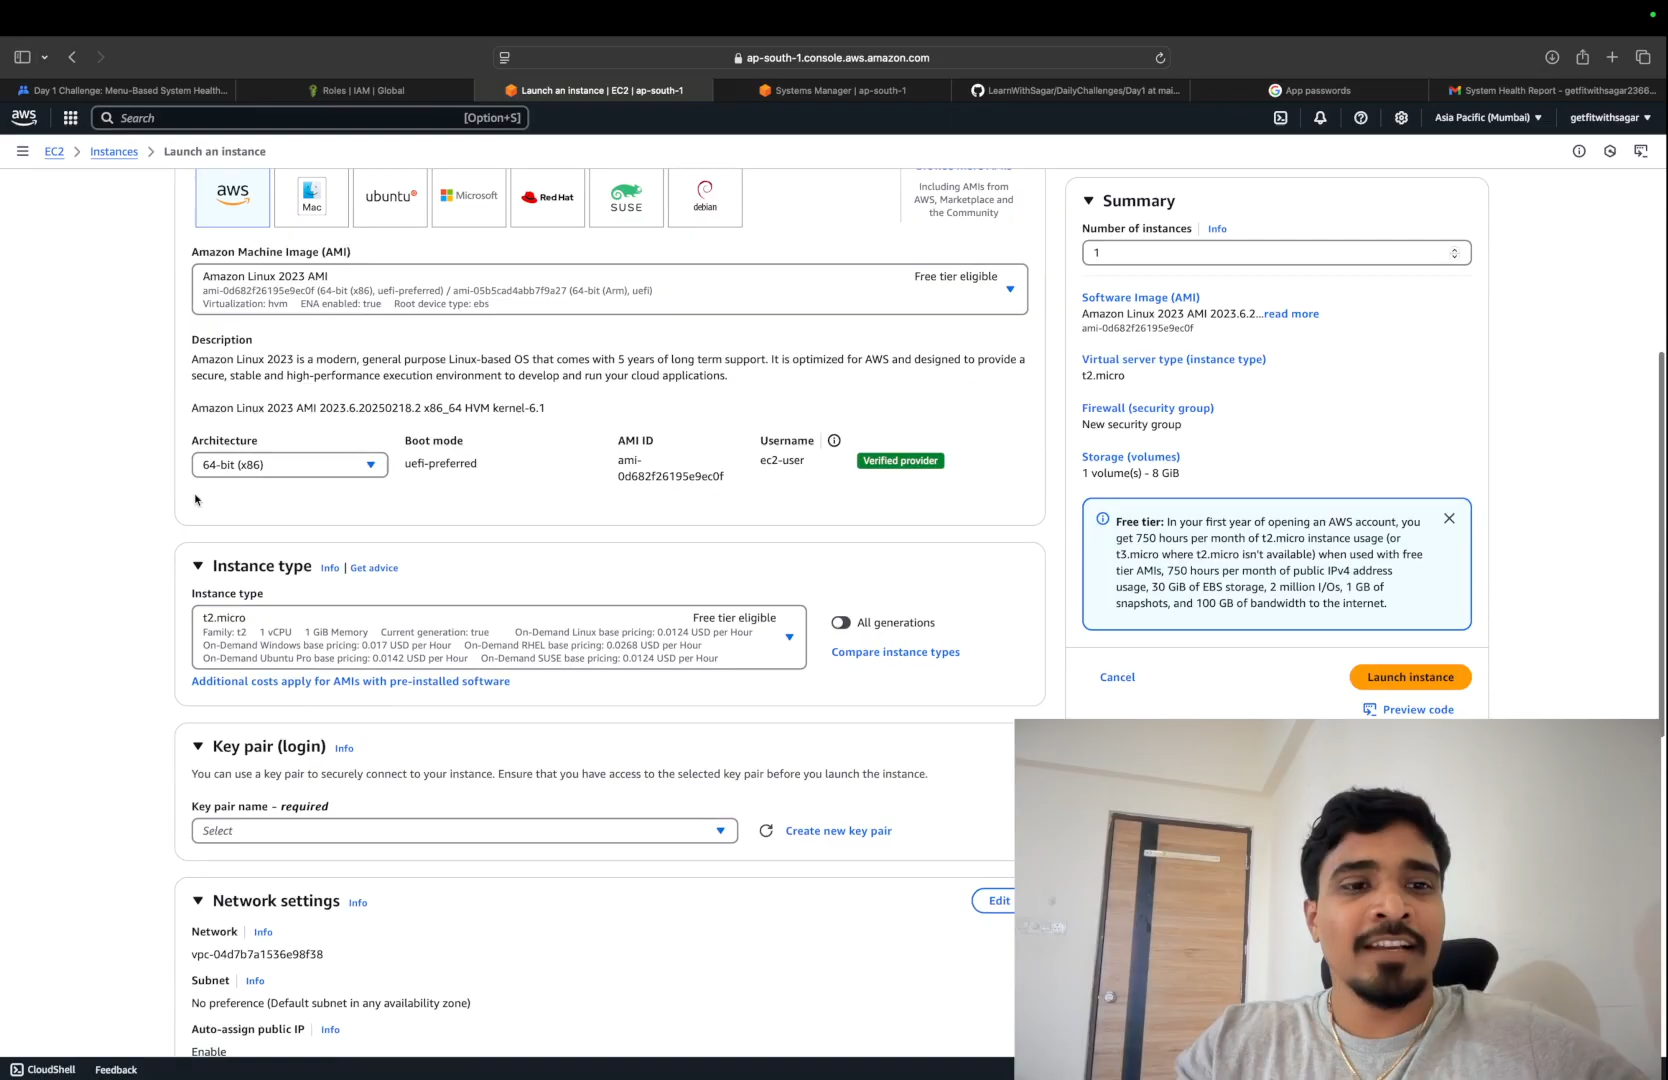 ap-south-1.console.aws.amazon.com
Day 1 Challenge: Menu-Based System Health...
Roles | IAM | Global
Launch an instance | EC2 | ap-south-1
Systems Manager | ap-south-1
LearnWithSagar/DailyChallenges/Day1 at mai...
App passwords
System Health Report - getfitwithsagar2366...
aws
Search
[Option+S]
Asia Pacific (Mumbai)
getfitwithsagar
EC2
Instances
Launch an instance
aws
Mac
ubuntu
Microsoft
Red Hat
SUSE
debian
Including AMIs from
AWS, Marketplace and
the Community
Amazon Machine Image (AMI)
Amazon Linux 2023 AMI
Free tier eligible
ami-0d682f26195e9ec0f (64-bit (x86), uefi-preferred) / ami-05b5cad4abb7f9a27 (64-bit (Arm), uefi)
Virtualization: hvm ENA enabled: true Root device type: ebs
Description
Amazon Linux 2023 is a modern, general purpose Linux-based OS that comes with 5 years of long term support. It is optimized for AWS and designed to provide a
secure, stable and high-performance execution environment to develop and run your cloud applications.
Amazon Linux 2023 AMI 2023.6.20250218.2 x86_64 HVM kernel-6.1
Architecture
Boot mode
AMI ID
Username
64-bit (x86)
uefi-preferred
ami-
0d682f26195e9ec0f
ec2-user
Verified provider
Instance type
Info | Get advice
Instance type
t2.micro
Free tier eligible
Family: t2 1 vCPU 1 GiB Memory Current generation: true On-Demand Linux base pricing: 0.0124 USD per Hour
On-Demand Windows base pricing: 0.017 USD per Hour On-Demand RHEL base pricing: 0.0268 USD per Hour
On-Demand Ubuntu Pro base pricing: 0.0142 USD per Hour On-Demand SUSE base pricing: 0.0124 USD per Hour
All generations
Compare instance types
Additional costs apply for AMIs with pre-installed software
Key pair (login)
Info
You can use a key pair to securely connect to your instance. Ensure that you have access to the selected key pair before you launch the instance.
Key pair name - required
Select
Create new key pair
Network settings
Info
Edit
Network
Info
vpc-04d7b7a1536e98f38
Subnet
Info
No preference (Default subnet in any availability zone)
Auto-assign public IP
Info
Enable
Summary
Number of instances
Info
1
Software Image (AMI)
Amazon Linux 2023 AMI 2023.6.2...read more
ami-0d682f26195e9ec0f
Virtual server type (instance type)
t2.micro
Firewall (security group)
New security group
Storage (volumes)
1 volume(s) - 8 GiB
Free tier: In your first year of opening an AWS account, you
get 750 hours per month of t2.micro instance usage (or
t3.micro where t2.micro isn't available) when used with free
tier AMIs, 750 hours per month of public IPv4 address
usage, 30 GiB of EBS storage, 2 million I/Os, 1 GB of
snapshots, and 100 GB of bandwidth to the internet.
Cancel
Launch instance
Preview code
CloudShell
Feedback